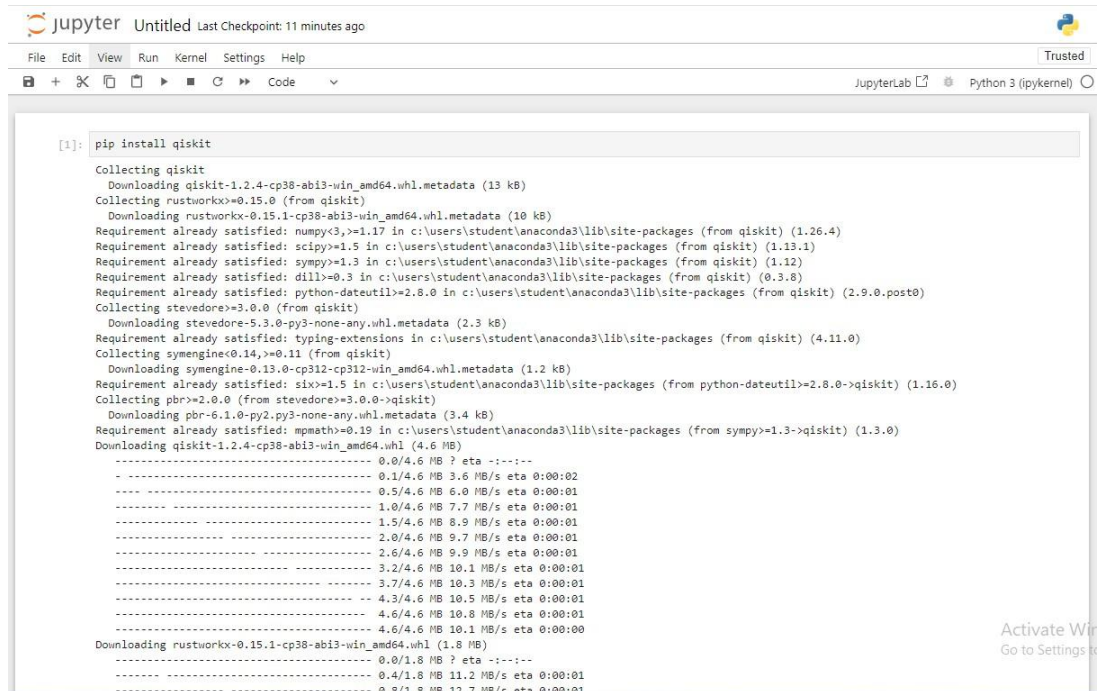 jupyter Untitled Last Checkpoint: 11 minutes ago
File Edit View Run Kernel Settings Help Trusted
Code JupyterLab Python 3 (ipykernel)
[1]: pip install qiskit
Collecting qiskit
  Downloading qiskit-1.2.4-cp38-abi3-win_amd64.whl.metadata (13 kB)
Collecting rustworkx>=0.15.0 (from qiskit)
  Downloading rustworkx-0.15.1-cp38-abi3-win_amd64.whl.metadata (10 kB)
Requirement already satisfied: numpy<3,>=1.17 in c:\users\student\anaconda3\lib\site-packages (from qiskit) (1.26.4)
Requirement already satisfied: scipy>=1.5 in c:\users\student\anaconda3\lib\site-packages (from qiskit) (1.13.1)
Requirement already satisfied: sympy>=1.3 in c:\users\student\anaconda3\lib\site-packages (from qiskit) (1.12)
Requirement already satisfied: dill>=0.3 in c:\users\student\anaconda3\lib\site-packages (from qiskit) (0.3.8)
Requirement already satisfied: python-dateutil>=2.8.0 in c:\users\student\anaconda3\lib\site-packages (from qiskit) (2.9.0.post0)
Collecting stevedore>=3.0.0 (from qiskit)
  Downloading stevedore-5.3.0-py3-none-any.whl.metadata (2.3 kB)
Requirement already satisfied: typing-extensions in c:\users\student\anaconda3\lib\site-packages (from qiskit) (4.11.0)
Collecting symengine<0.14,>=0.11 (from qiskit)
  Downloading symengine-0.13.0-cp312-cp312-win_amd64.whl.metadata (1.2 kB)
Requirement already satisfied: six>=1.5 in c:\users\student\anaconda3\lib\site-packages (from python-dateutil>=2.8.0->qiskit) (1.16.0)
Collecting pbr>=2.0.0 (from stevedore>=3.0.0->qiskit)
  Downloading pbr-6.1.0-py2.py3-none-any.whl.metadata (3.4 kB)
Requirement already satisfied: mpmath>=0.19 in c:\users\student\anaconda3\lib\site-packages (from sympy>=1.3->qiskit) (1.3.0)
Downloading qiskit-1.2.4-cp38-abi3-win_amd64.whl (4.6 MB)
   ---------------------------------------- 0.0/4.6 MB ? eta -:--:--
   - -------------------------------------- 0.1/4.6 MB 3.6 MB/s eta 0:00:02
   ---- ----------------------------------- 0.5/4.6 MB 6.0 MB/s eta 0:00:01
   -------- ------------------------------- 1.0/4.6 MB 7.7 MB/s eta 0:00:01
   ------------- -------------------------- 1.5/4.6 MB 8.9 MB/s eta 0:00:01
   ----------------- ---------------------- 2.0/4.6 MB 9.7 MB/s eta 0:00:01
   ---------------------- ----------------- 2.6/4.6 MB 9.9 MB/s eta 0:00:01
   --------------------------- ------------ 3.2/4.6 MB 10.1 MB/s eta 0:00:01
   -------------------------------- ------- 3.7/4.6 MB 10.3 MB/s eta 0:00:01
   ------------------------------------- -- 4.3/4.6 MB 10.5 MB/s eta 0:00:01
   ---------------------------------------  4.6/4.6 MB 10.8 MB/s eta 0:00:01
   ---------------------------------------- 4.6/4.6 MB 10.1 MB/s eta 0:00:00
Downloading rustworkx-0.15.1-cp38-abi3-win_amd64.whl (1.8 MB)
   ---------------------------------------- 0.0/1.8 MB ? eta -:--:--
   ------- -------------------------------- 0.4/1.8 MB 11.2 MB/s eta 0:00:01
   ------------------ --------------------- 0.8/1.8 MB 12.7 MB/s eta 0:00:01
Activate Wi
Go to Settings